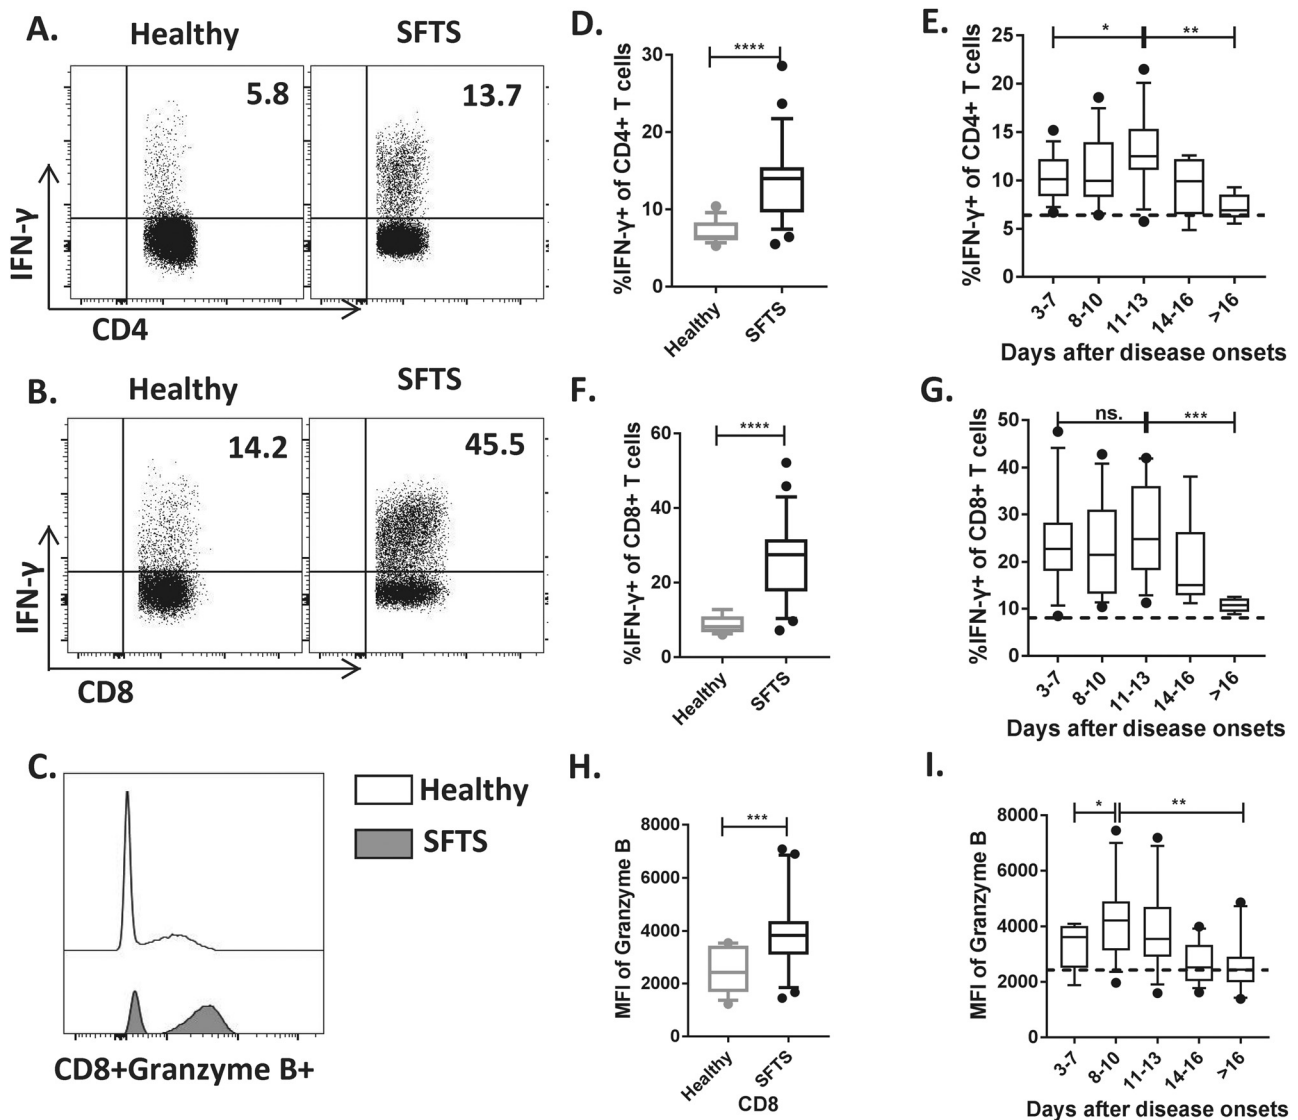 A.
Healthy
SFTS
5.8
13.7
IFN-γ
CD4
B.
Healthy
SFTS
14.2
45.5
IFN-γ
CD8
C.
Healthy
SFTS
CD8+Granzyme B+
D.
****
%IFN-γ+ of CD4+ T cells
30
20
10
0
Healthy
SFTS
E.
*
**
%IFN-γ+ of CD4+ T cells
25
20
15
10
5
0
3-7
8-10
11-13
14-16
>16
Days after disease onsets
F.
****
%IFN-γ+ of CD8+ T cells
60
40
20
0
Healthy
SFTS
G.
ns.
***
%IFN-γ+ of CD8+ T cells
50
40
30
20
10
0
3-7
8-10
11-13
14-16
>16
Days after disease onsets
H.
***
MFI of Granzyme B
8000
6000
4000
2000
0
Healthy
SFTS
CD8
I.
*
**
MFI of Granzyme B
8000
6000
4000
2000
0
3-7
8-10
11-13
14-16
>16
Days after disease onsets